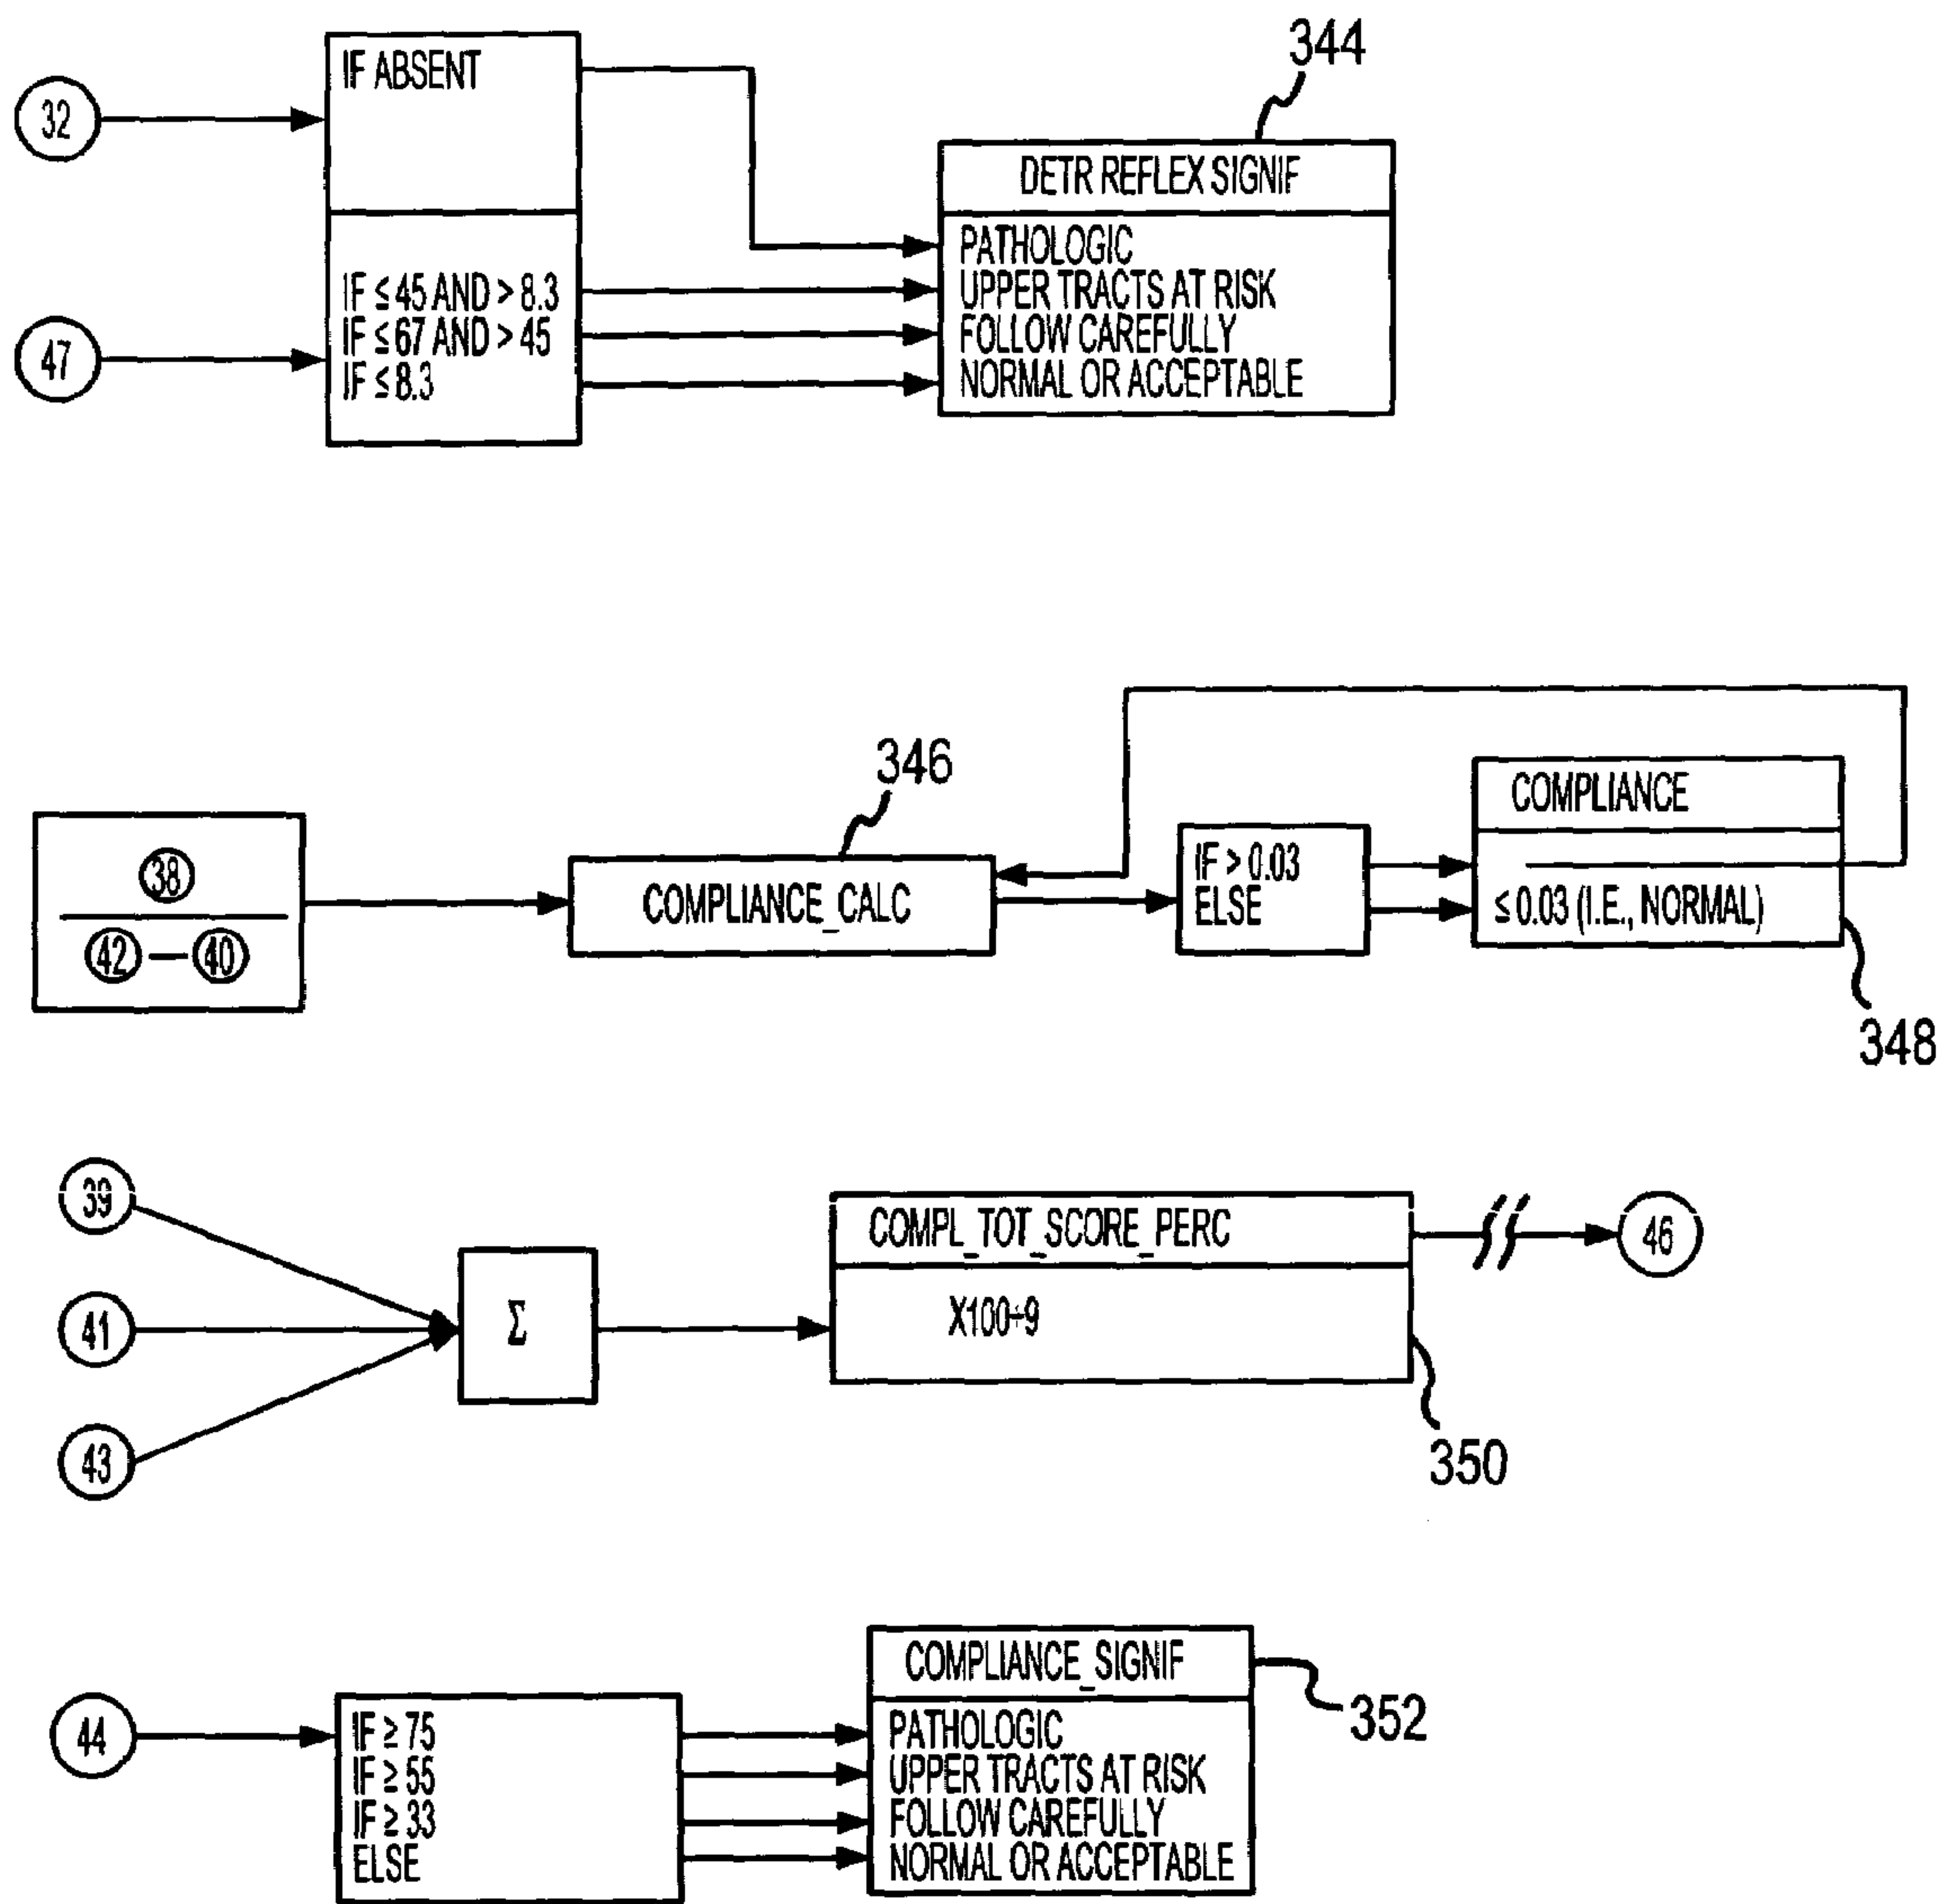 344
32
IF ABSENT
DETR REFLEX SIGNIF
PATHOLOGIC
UPPER TRACTS AT RISK
FOLLOW CAREFULLY
NORMAL OR ACCEPTABLE
47
IF ≤ 45 AND > 8.3
IF ≤ 67 AND > 45
IF ≤ 8.3
38
42 — 40
346
COMPLIANCE_CALC
IF > 0.03
ELSE
COMPLIANCE
≤ 0.03 (I.E., NORMAL)
348
39
41
43
Σ
COMPL_TOT_SCORE_PERC
X100÷9
46
350
44
IF ≥ 75
IF ≥ 55
IF ≥ 33
ELSE
COMPLIANCE_SIGNIF
PATHOLOGIC
UPPER TRACTS AT RISK
FOLLOW CAREFULLY
NORMAL OR ACCEPTABLE
352